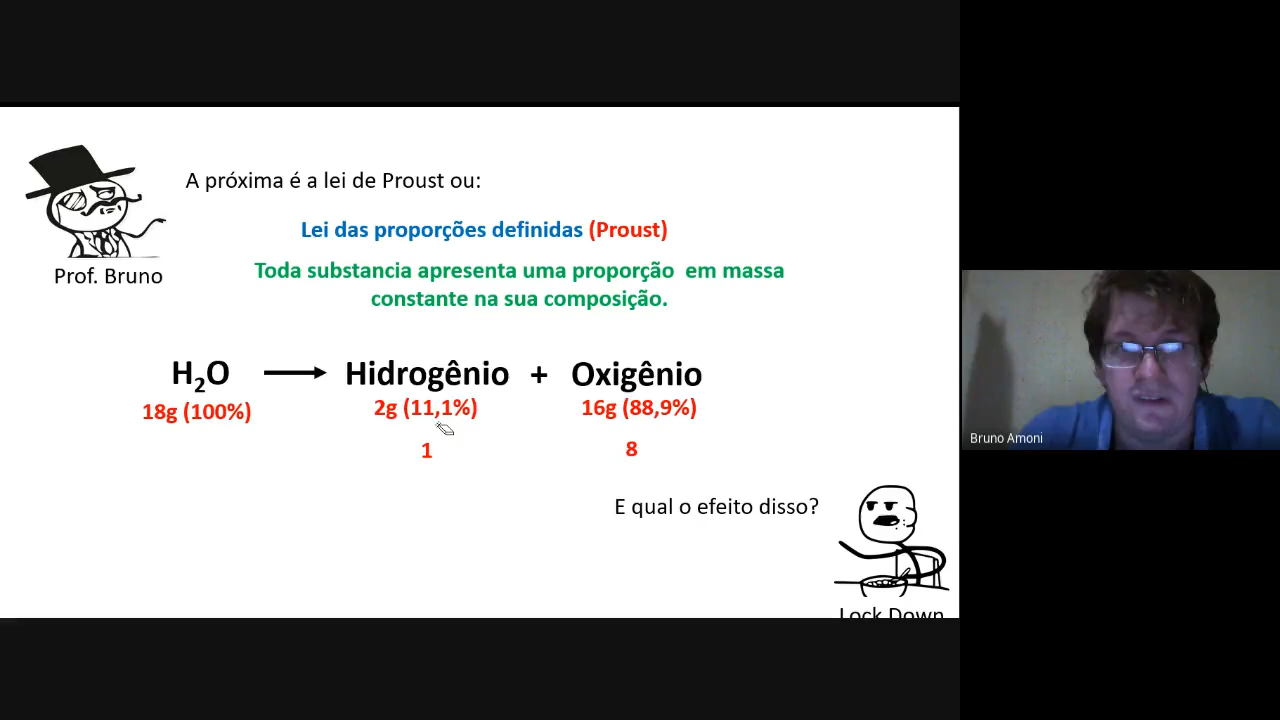 A próxima é a lei de Proust ou:
Lei das proporções definidas (Proust)
Toda substancia apresenta uma proporção em massa
constante na sua composição.
Prof. Bruno
H₂O → Hidrogênio + Oxigênio
18g (100%) 2g (11,1%) 16g (88,9%)
1 8
E qual o efeito disso?
Lock Down
Bruno Amoni